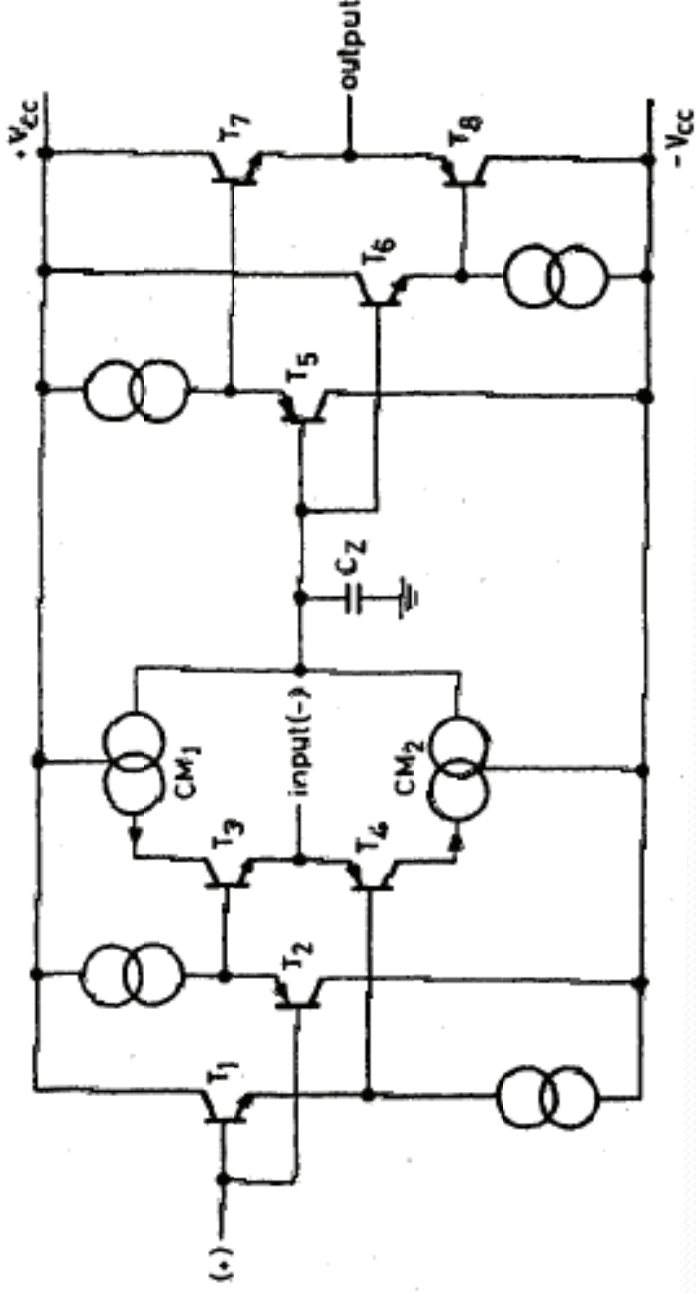 +Vcc
(+)
T1
T2
T3
T4
CM1
input(-)
CM2
CZ
T5
T6
T7
T8
output
-Vcc